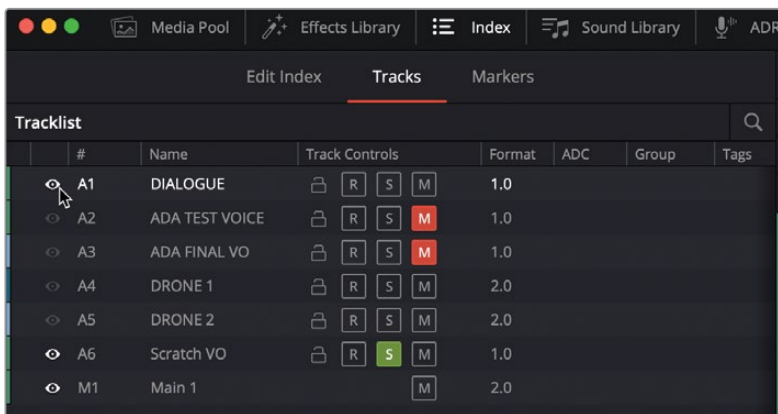 Media Pool Effects Library Index Sound Library ADR
Edit Index Tracks Markers
Tracklist
# Name Track Controls Format ADC Group Tags
A1 DIALOGUE R S M 1.0
A2 ADA TEST VOICE R S M 1.0
A3 ADA FINAL VO R S M 1.0
A4 DRONE 1 R S M 2.0
A5 DRONE 2 R S M 2.0
A6 Scratch VO R S M 1.0
M1 Main 1 M 2.0